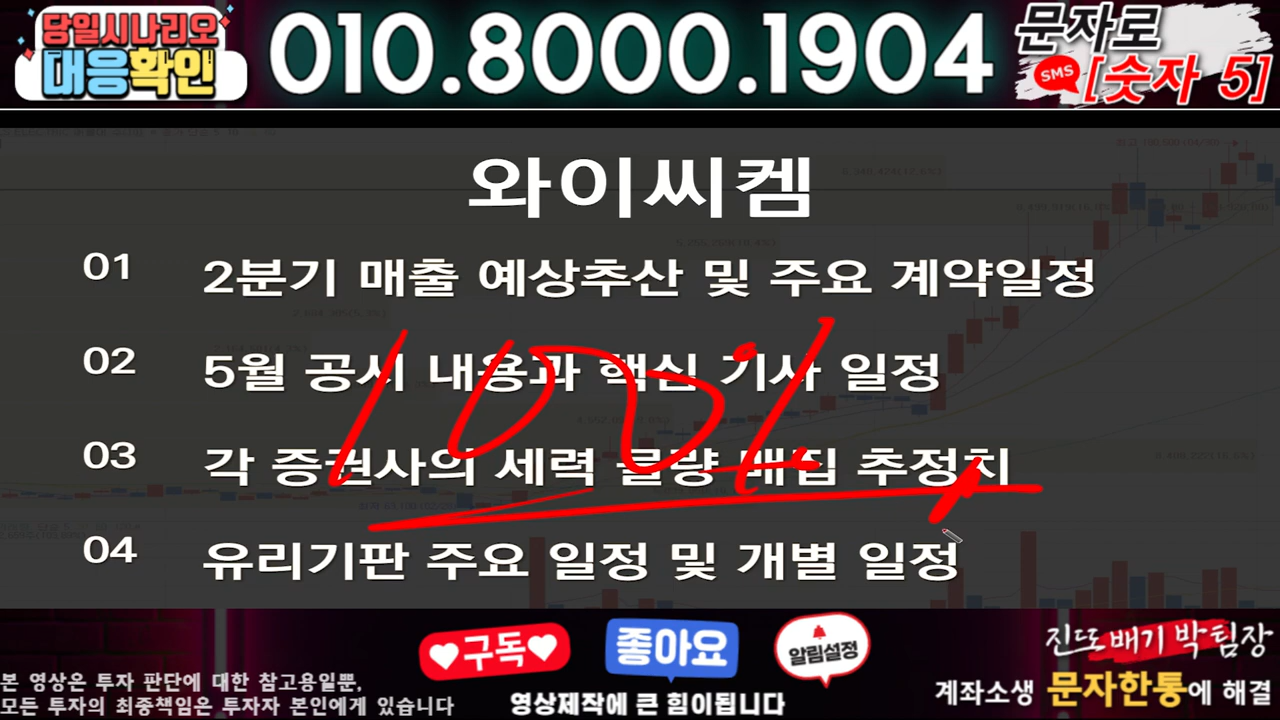 당일시나리오
대응확인
010.8000.1904
문자로
SMS
[숫자 5]
와이씨켐
01 2분기 매출 예상추산 및 주요 계약일정
02 5월 공시 내용과 핵심 기사 일정
03 각 증권사의 세력 물량 매집 추정치
100%
04 유리기판 주요 일정 및 개별 일정
구독
좋아요
알림설정
영상제작에 큰 힘이됩니다
본 영상은 투자 판단에 대한 참고용일뿐,
모든 투자의 최종책임은 투자자 본인에게 있습니다
진또배기 박팀장
계좌소생 문자한통에 해결